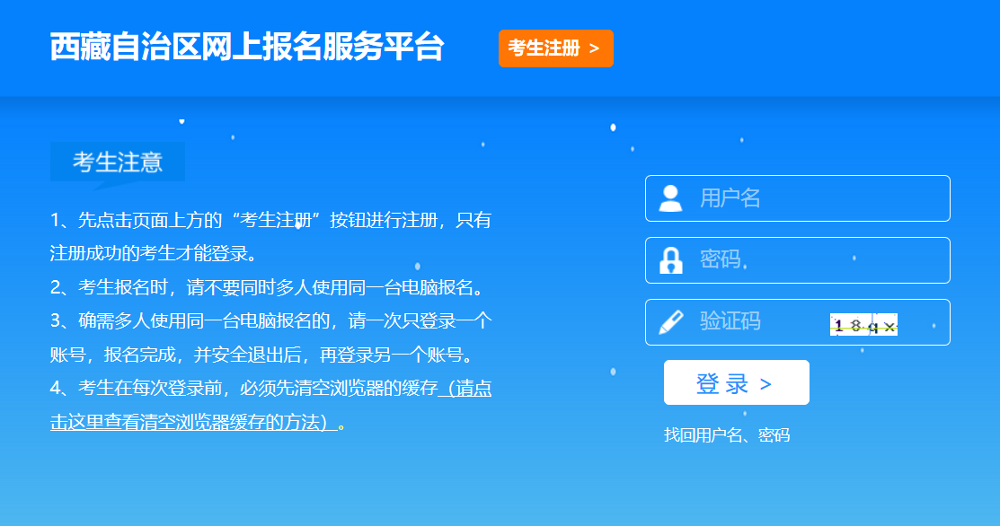 西藏自治区网上报名服务平台
考生注册 >
考生注意
1、先点击页面上方的“考生注册”按钮进行注册，只有
注册成功的考生才能登录。
2、考生报名时，请不要同时多人使用同一台电脑报名。
3、确需多人使用同一台电脑报名的，请一次只登录一个
账号，报名完成，并安全退出后，再登录另一个账号。
4、考生在每次登录前，必须先清空浏览器的缓存（请点
击这里查看清空浏览器缓存的方法）。
用户名
密码
验证码
1 8 q x
登 录 >
找回用户名、密码